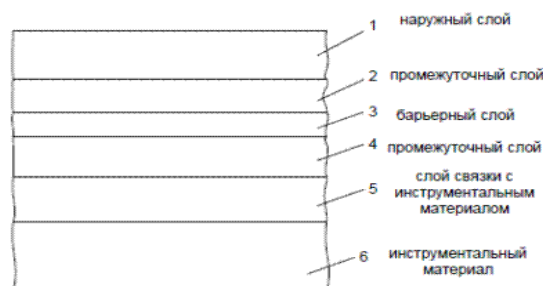 1 наружный слой
2 промежуточный слой
3 барьерный слой
4 промежуточный слой
слой связки с
5 инструментальным
материалом
6 инструментальный
материал